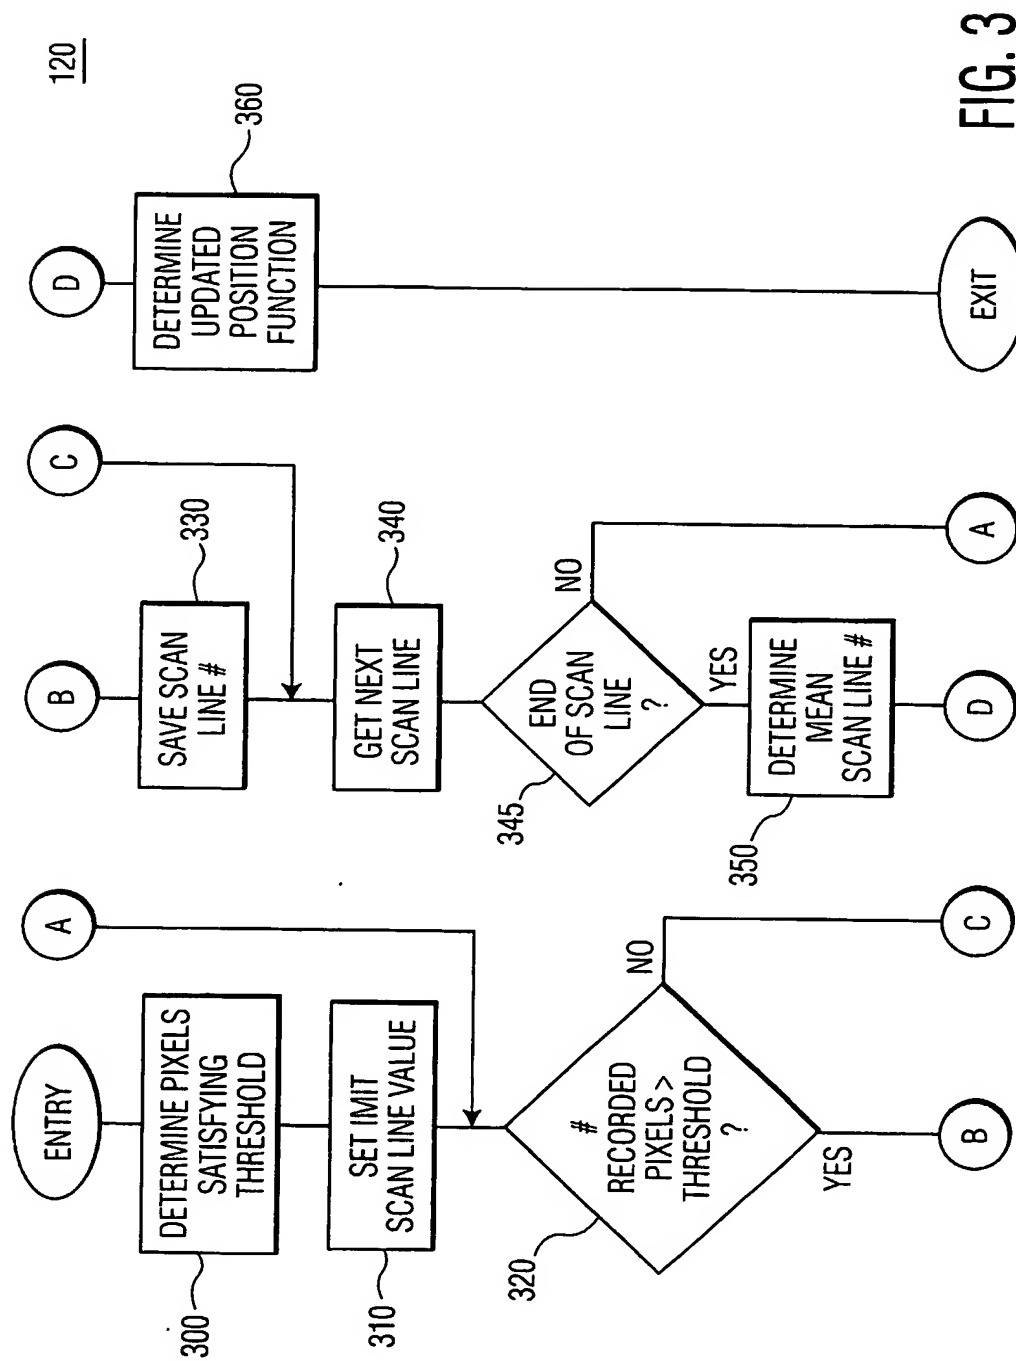 120
ENTRY
300
DETERMINE PIXELS
SATISFYING
THRESHOLD
A
310
SET IMIT
SCAN LINE VALUE
320
#
RECORDED
PIXELS >
THRESHOLD
?
NO
YES
B
C
B
C
330
SAVE SCAN
LINE #
340
GET NEXT
SCAN LINE
345
END
OF SCAN
LINE
?
NO
YES
A
350
DETERMINE
MEAN
SCAN LINE #
D
D
360
DETERMINE
UPDATED
POSITION
FUNCTION
EXIT
FIG. 3